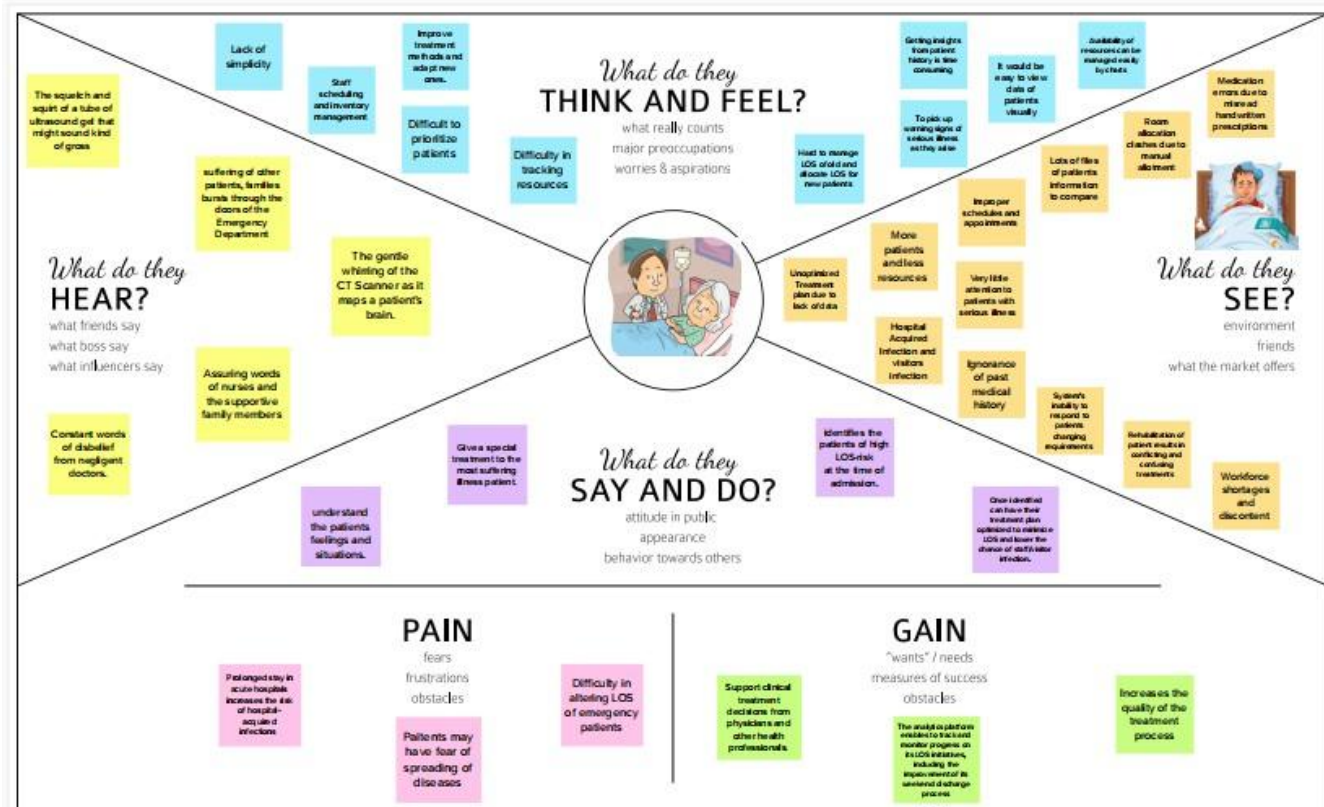 What do they
THINK AND FEEL?
what really counts
major preoccupations
worries & aspirations
Lack of
simplicity
Staff
scheduling
and inventory
management
Improve
treatment
methods and
adapt new
ones.
Difficult to
prioritize
patients
Difficulty in
tracking
resources
Getting insights
from patient
history is time
consuming
It would be
easy to view
data of
patients
visually
Availability of
resources can be
managed easily
by charts
To pick up
warning signs of
serious illness
as they arise
Hard to manage
LOS of old and
allocate LOS for
new patients
What do they
HEAR?
what friends say
what boss say
what influencers say
The squelch and
squirt of a tube of
ultrasound gel that
might sound kind
of gross
suffering of other
patients, families
bursts through the
doors of the
Emergency
Department
The gentle
whirring of the
CT Scanner as it
maps a patient's
brain.
Assuring words
of nurses and
the supportive
family members
Constant words
of disbelief
from negligent
doctors.
What do they
SEE?
environment
friends
what the market offers
Medication
errors due to
misread
handwritten
prescriptions
Room
allocation
clashes due to
manual
allotment
Lots of files
of patients
information
to compare
Improper
schedules and
appointments
More
patients
and less
resources
Unoptimized
Treatment
plan due to
lack of data
Very little
attention to
patients with
serious illness
Hospital
Acquired
Infection and
visitors
infection
Ignorance
of past
medical
history
System's
inability to
respond to
patients
changing
requirements
Rehabilitation of
patient results in
conflicting and
confusing
treatments
Workforce
shortages
and
discontent
What do they
SAY AND DO?
attitude in public
appearance
behavior towards others
understand
the patients
feelings and
situations.
Give a special
treatment to the
most suffering
illness patient.
identifies the
patients of high
LOS-risk
at the time of
admission.
Once identified
can have their
treatment plan
optimized to minimize
LOS and lower the
chance of staff/visitor
infection.
PAIN
fears
frustrations
obstacles
Prolonged stay in
acute hospitals
increases the risk
of hospital-
acquired
infections
Paitents may
have fear of
spreading of
diseases
Difficulty in
altering LOS
of emergency
patients
GAIN
"wants" / needs
measures of success
obstacles
Support clinical
treatment
decisions from
physicians and
other health
professionals.
The analytics platform
enables to track and
monitor progress on
its LOS initiatives,
including the
improvement of its
weekend discharge
process
Increases the
quality of the
treatment
process